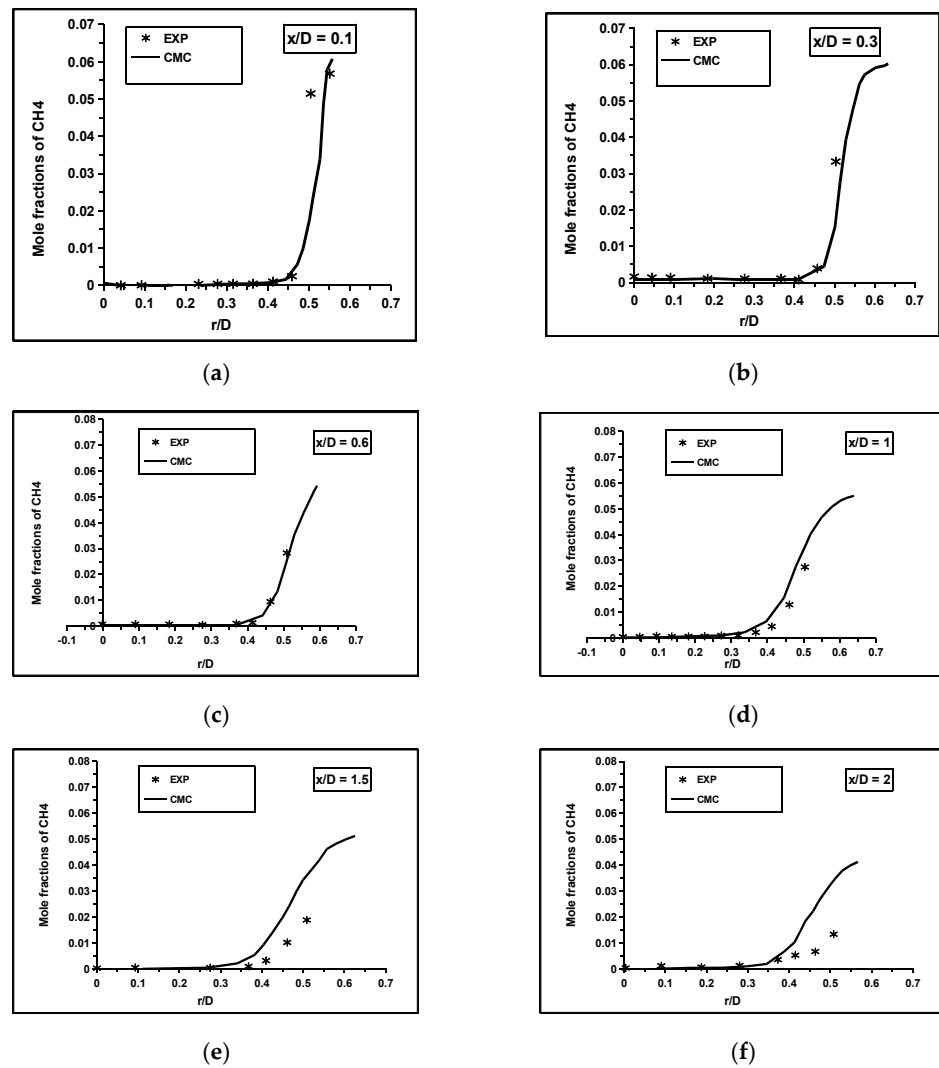 EXP
CMC
x/D = 0.1
Mole fractions of CH4
0.07
0.06
0.05
0.04
0.03
0.02
0.01
0
0.0 0.1 0.2 0.3 0.4 0.5 0.6 0.7
r/D
(a)
EXP
CMC
x/D = 0.3
Mole fractions of CH4
0.07
0.06
0.05
0.04
0.03
0.02
0.01
0.00
0.0 0.1 0.2 0.3 0.4 0.5 0.6 0.7
r/D
(b)
EXP
CMC
x/D = 0.6
Mole fractions of CH4
0.08
0.07
0.06
0.05
0.04
0.03
0.02
0.01
0
-0.1 0 0.1 0.2 0.3 0.4 0.5 0.6 0.7
r/D
(c)
EXP
CMC
x/D = 1
Mole fractions of CH4
0.08
0.07
0.06
0.05
0.04
0.03
0.02
0.01
0
-0.1 0 0.1 0.2 0.3 0.4 0.5 0.6 0.7
r/D
(d)
EXP
CMC
x/D = 1.5
Mole fractions of CH4
0.08
0.07
0.06
0.05
0.04
0.03
0.02
0.01
0
0 0.1 0.2 0.3 0.4 0.5 0.6 0.7
r/D
(e)
EXP
CMC
x/D = 2
Mole fractions of CH4
0.08
0.07
0.06
0.05
0.04
0.03
0.02
0.01
0
0 0.1 0.2 0.3 0.4 0.5 0.6 0.7
r/D
(f)